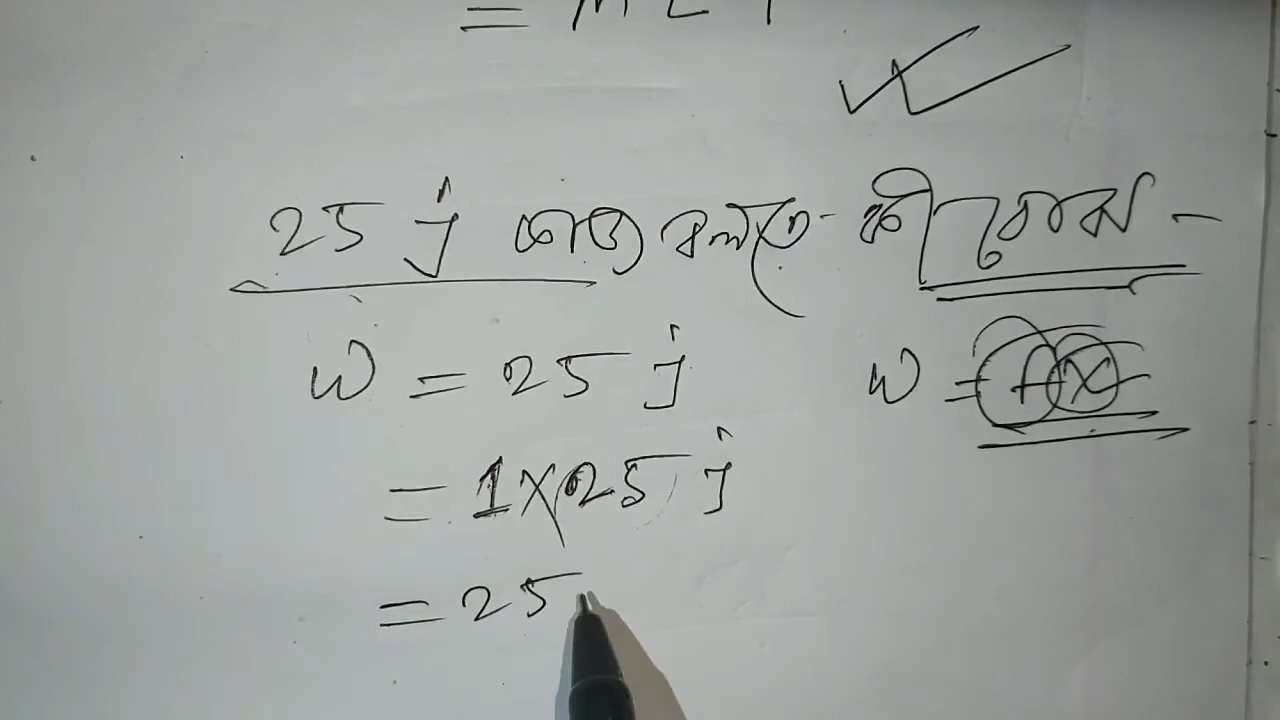 = M L T
25 J কাজ বলতে কী বোঝায় -
W = 25 J
W = Fx
= 1 X 25 J
= 25